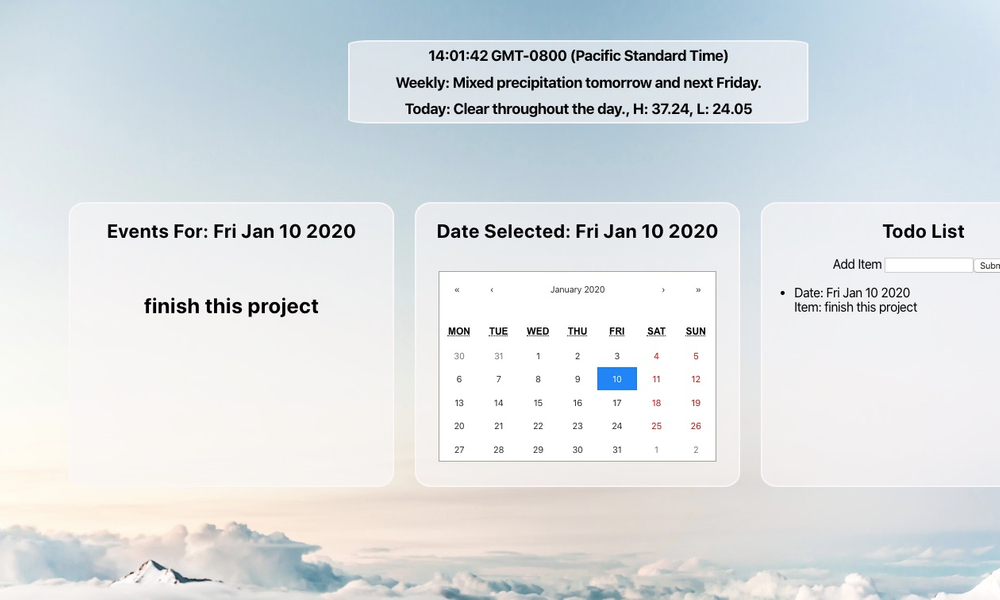 14:01:42 GMT-0800 (Pacific Standard Time)
Weekly: Mixed precipitation tomorrow and next Friday.
Today: Clear throughout the day., H: 37.24, L: 24.05
Events For: Fri Jan 10 2020
finish this project
Date Selected: Fri Jan 10 2020
« ‹ January 2020 › »
MON TUE WED THU FRI SAT SUN
30 31 1 2 3 4 5
6 7 8 9 10 11 12
13 14 15 16 17 18 19
20 21 22 23 24 25 26
27 28 29 30 31 1 2
Todo List
Add Item
• Date: Fri Jan 10 2020
Item: finish this project